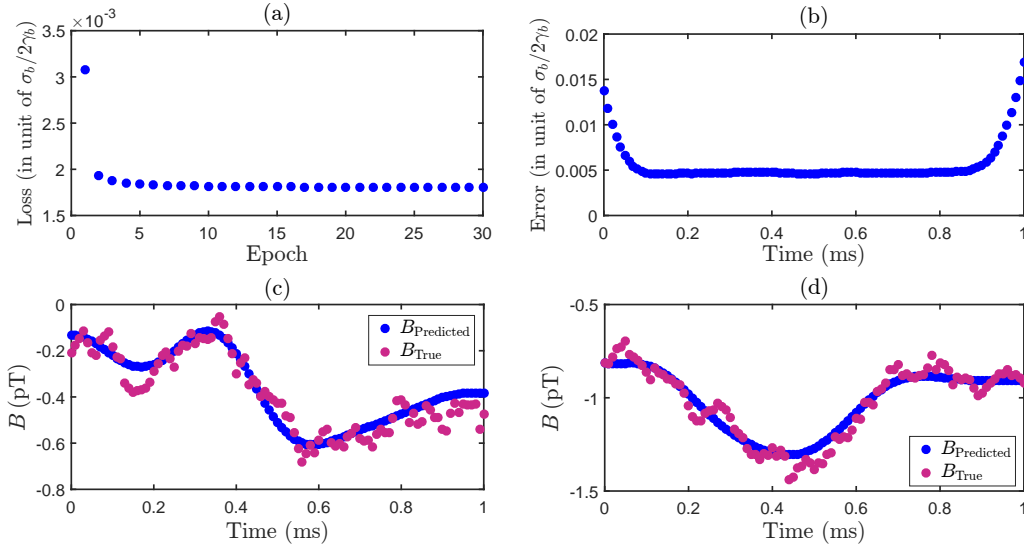 (a)
×10⁻³
3.5
3
2.5
2
1.5
Loss (in unit of σ_b/2γ_b)
0 5 10 15 20 25 30
Epoch
(b)
0.02
0.015
0.01
0.005
0
Error (in unit of σ_b/2γ_b)
0 0.2 0.4 0.6 0.8 1
Time (ms)
(c)
0
-0.2
-0.4
-0.6
-0.8
B (pT)
B_Predicted
B_True
0 0.2 0.4 0.6 0.8 1
Time (ms)
(d)
-0.5
-1
-1.5
B (pT)
B_Predicted
B_True
0 0.2 0.4 0.6 0.8 1
Time (ms)